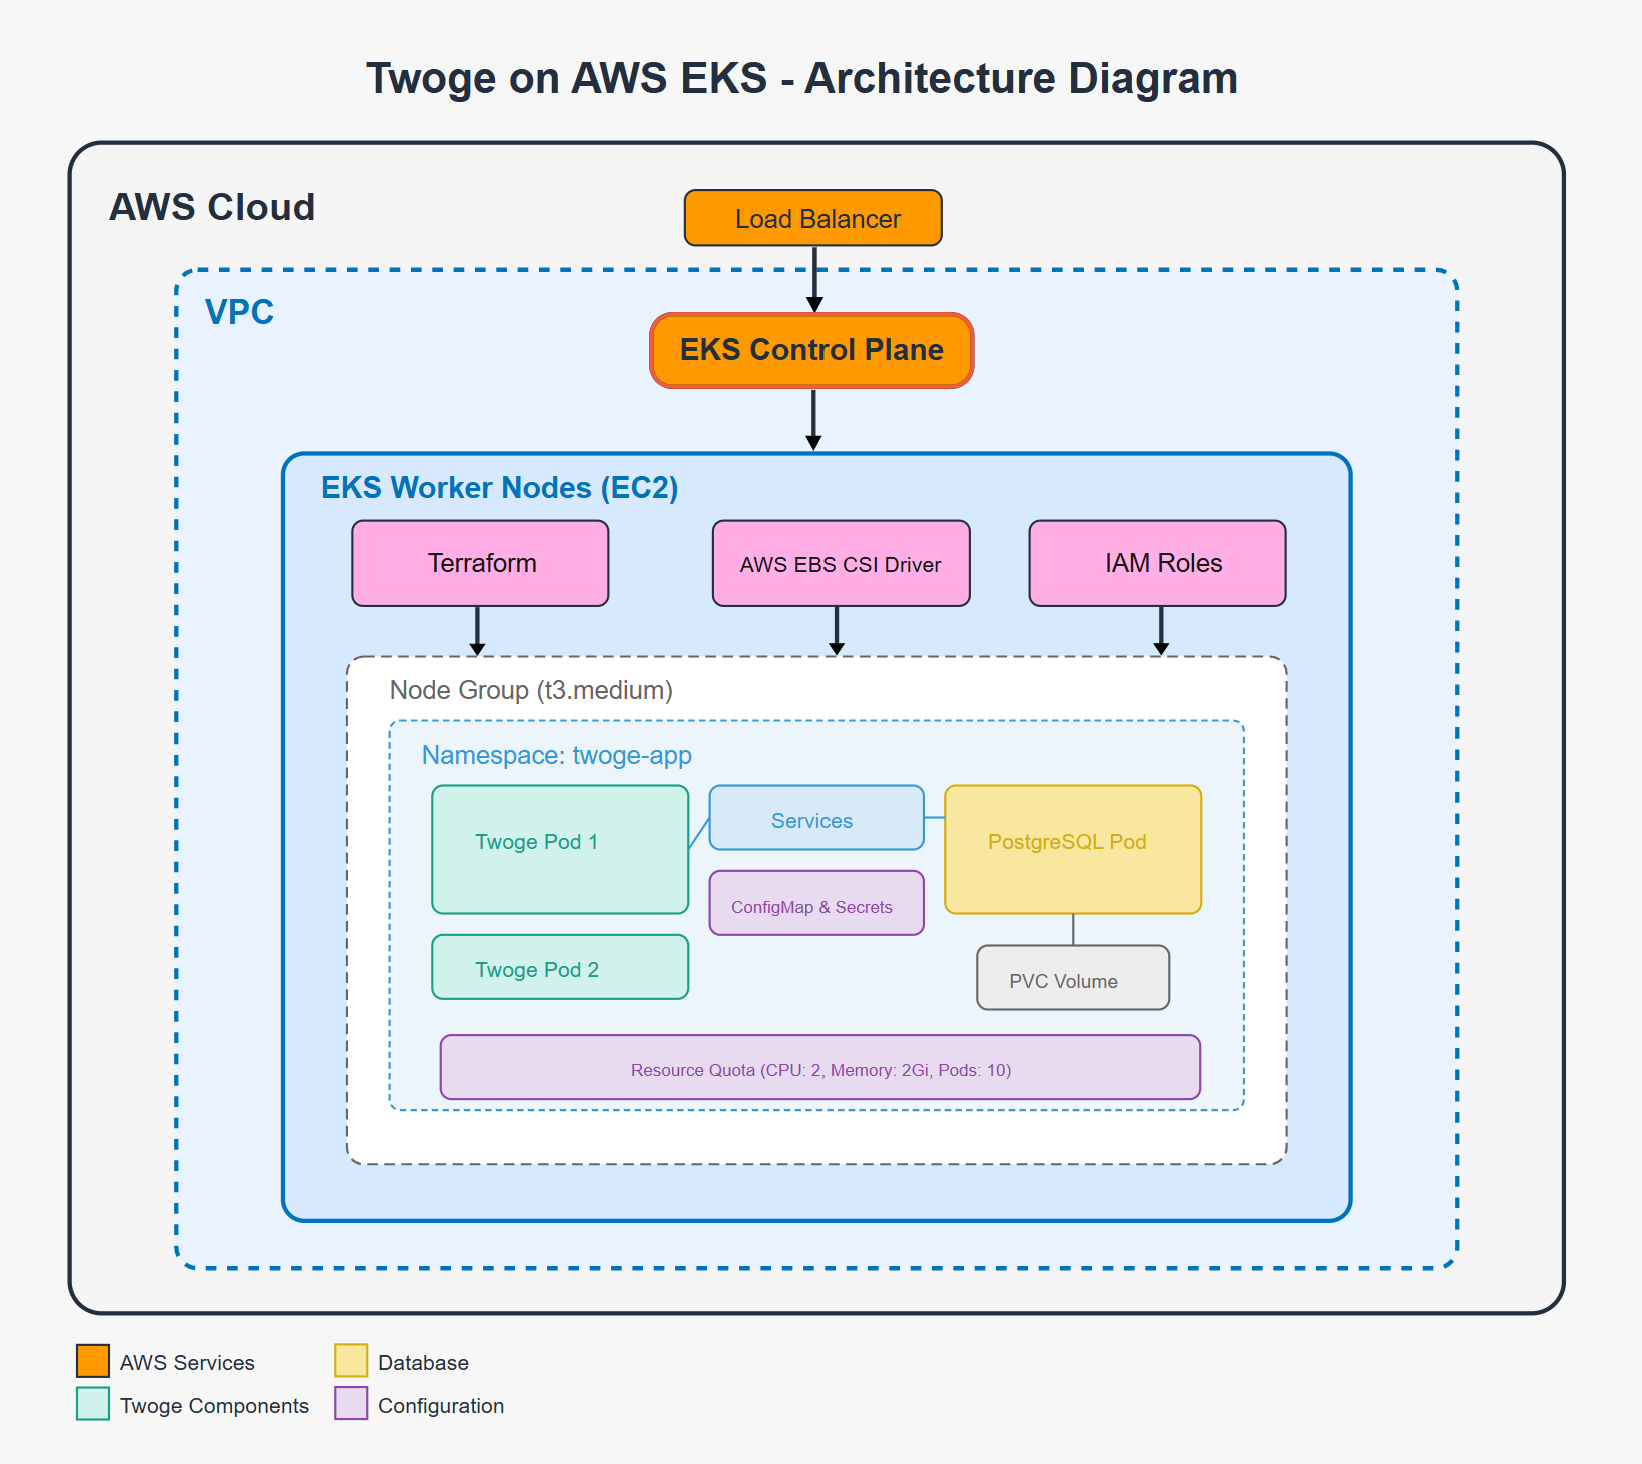 Twoge on AWS EKS - Architecture Diagram
AWS Cloud
Load Balancer
VPC
EKS Control Plane
EKS Worker Nodes (EC2)
Terraform
AWS EBS CSI Driver
IAM Roles
Node Group (t3.medium)
Namespace: twoge-app
Twoge Pod 1
Services
PostgreSQL Pod
ConfigMap & Secrets
Twoge Pod 2
PVC Volume
Resource Quota (CPU: 2, Memory: 2Gi, Pods: 10)
AWS Services
Database
Twoge Components
Configuration